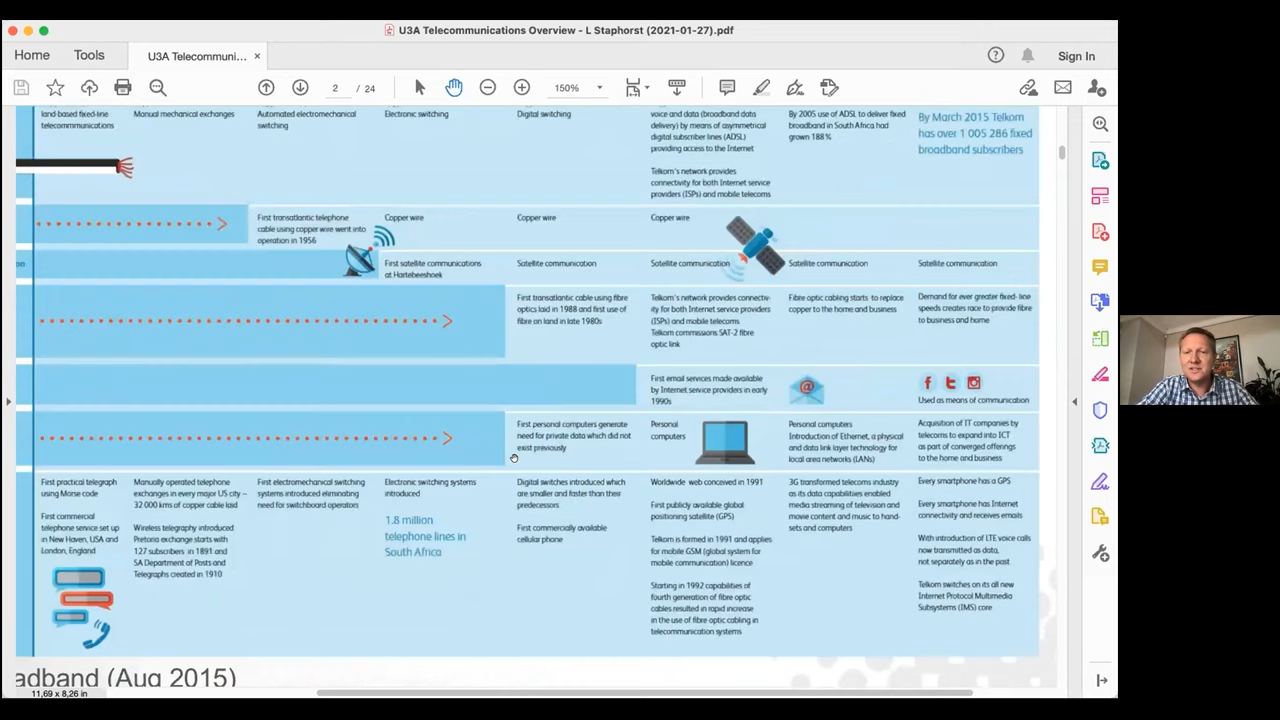 U3A Telecommunications Overview - L Staphorst (2021-01-27).pdf
Home
Tools
U3A Telecommuni... ×
Sign In
2 / 24
150%
land-based fixed-line
telecommmunications
Manual mechanical exchanges
Automated electromechanical
switching
Electronic switching
Digital switching
voice and data (broadband data
delivery) by means of asymmetrical
digital subscriber lines (ADSL)
providing access to the Internet
Telkom's network provides
connectivity for both Internet service
providers (ISPs) and mobile telecoms
By 2005 use of ADSL to deliver fixed
broadband in South Africa had
grown 188 %
By March 2015 Telkom
has over 1 005 286 fixed
broadband subscribers
First transatlantic telephone
cable using copper wire went into
operation in 1956
Copper wire
Copper wire
Copper wire
on.
First satellite communications
at Hartebeeshoek
Satellite communication
Satellite communication
Satellite communication
Satellite communication
First transatlantic cable using fibre
optics laid in 1988 and first use of
fibre on land in late 1980s
Telkom's network provides connectiv-
ity for both Internet service providers
(ISPs) and mobile telecoms
Telkom commissions SAT-2 fibre
optic link
Fibre optic cabling starts to replace
copper to the home and business
Demand for ever greater fixed-line
speeds creates race to provide fibre
to business and home
First email services made available
by Internet service providers in early
1990s
Used as means of communication
First personal computers generate
need for private data which did not
exist previously
Personal
computers
Personal computers
Introduction of Ethernet, a physical
and data link layer technology for
local area networks (LANs)
Acquisition of IT companies by
telecoms to expand into ICT
as part of converged offerings
to the home and business
First practical telegraph
using Morse code
First commercial
telephone service set up
in New Haven, USA and
London, England
Manually operated telephone
exchanges in every major US city –
32 000 kms of copper cable laid
Wireless telegraphy introduced
Pretoria exchange starts with
127 subscribers in 1891 and
SA Department of Posts and
Telegraphs created in 1910
First electromechanical switching
systems introduced eliminating
need for switchboard operators
Electronic switching systems
introduced
1.8 million
telephone lines in
South Africa
Digital switches introduced which
are smaller and faster than their
predecessors
First commercially available
cellular phone
Worldwide web conceived in 1991
First publicly available global
positioning satellite (GPS)
Telkom is formed in 1991 and applies
for mobile GSM (global system for
mobile communication) licence
Starting in 1992 capabilities of
fourth generation of fibre optic
cables resulted in rapid increase
in the use of fibre optic cabling in
telecommunication systems
3G transformed telecoms industry
as its data capabilities enabled
media streaming of television and
movie content and music to hand-
sets and computers
Every smartphone has a GPS
Every smartphone has Internet
connectivity and receives emails
With introduction of LTE voice calls
now transmitted as data,
not separately as in the past
Telkom switches on its all new
Internet Protocol Multimedia
Subsystems (IMS) core
adband (Aug 2015)
11,69 x 8,26 in